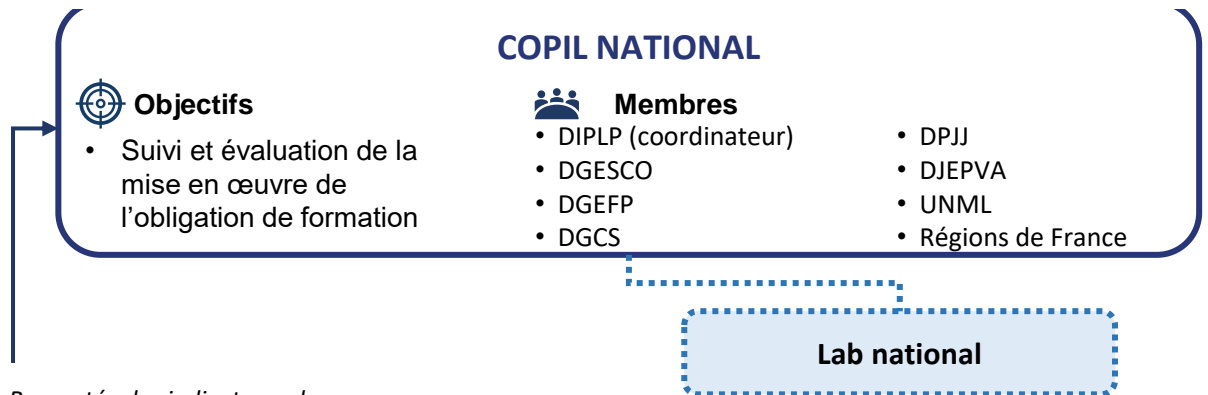 COPIL NATIONAL
Objectifs
• Suivi et évaluation de la
mise en œuvre de
l’obligation de formation
Membres
• DIPLP (coordinateur)
• DGESCO
• DGEFP
• DGCS
• DPJJ
• DJEPVA
• UNML
• Régions de France
Lab national